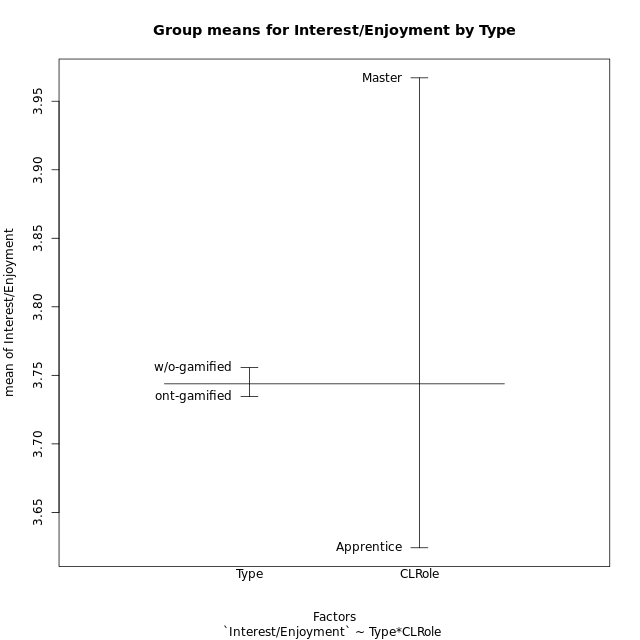 Group means for Interest/Enjoyment by Type
mean of Interest/Enjoyment
3.95
3.90
3.85
3.80
3.75
3.70
3.65
Master
w/o-gamified
ont-gamified
Apprentice
Type
CLRole
Factors
`Interest/Enjoyment` ~ Type*CLRole